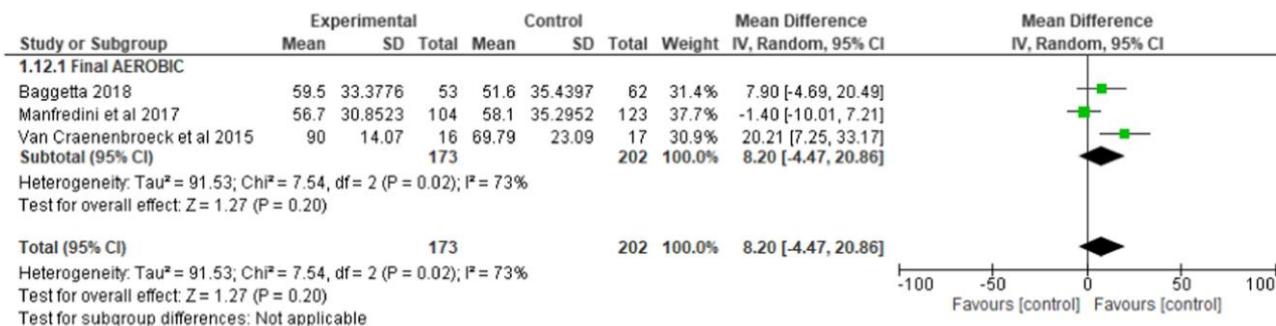 Experimental Control Mean Difference Mean Difference
Study or Subgroup Mean SD Total Mean SD Total Weight IV, Random, 95% CI IV, Random, 95% CI
1.12.1 Final AEROBIC
Baggetta 2018 59.5 33.3776 53 51.6 35.4397 62 31.4% 7.90 [-4.69, 20.49]
Manfredini et al 2017 56.7 30.8523 104 58.1 35.2952 123 37.7% -1.40 [-10.01, 7.21]
Van Craenenbroeck et al 2015 90 14.07 16 69.79 23.09 17 30.9% 20.21 [7.25, 33.17]
Subtotal (95% CI) 173 202 100.0% 8.20 [-4.47, 20.86]
Heterogeneity: Tau² = 91.53; Chi² = 7.54, df = 2 (P = 0.02); I² = 73%
Test for overall effect: Z = 1.27 (P = 0.20)
Total (95% CI) 173 202 100.0% 8.20 [-4.47, 20.86]
Heterogeneity: Tau² = 91.53; Chi² = 7.54, df = 2 (P = 0.02); I² = 73%
Test for overall effect: Z = 1.27 (P = 0.20)
Test for subgroup differences: Not applicable
-100 -50 0 50 100
Favours [control] Favours [control]